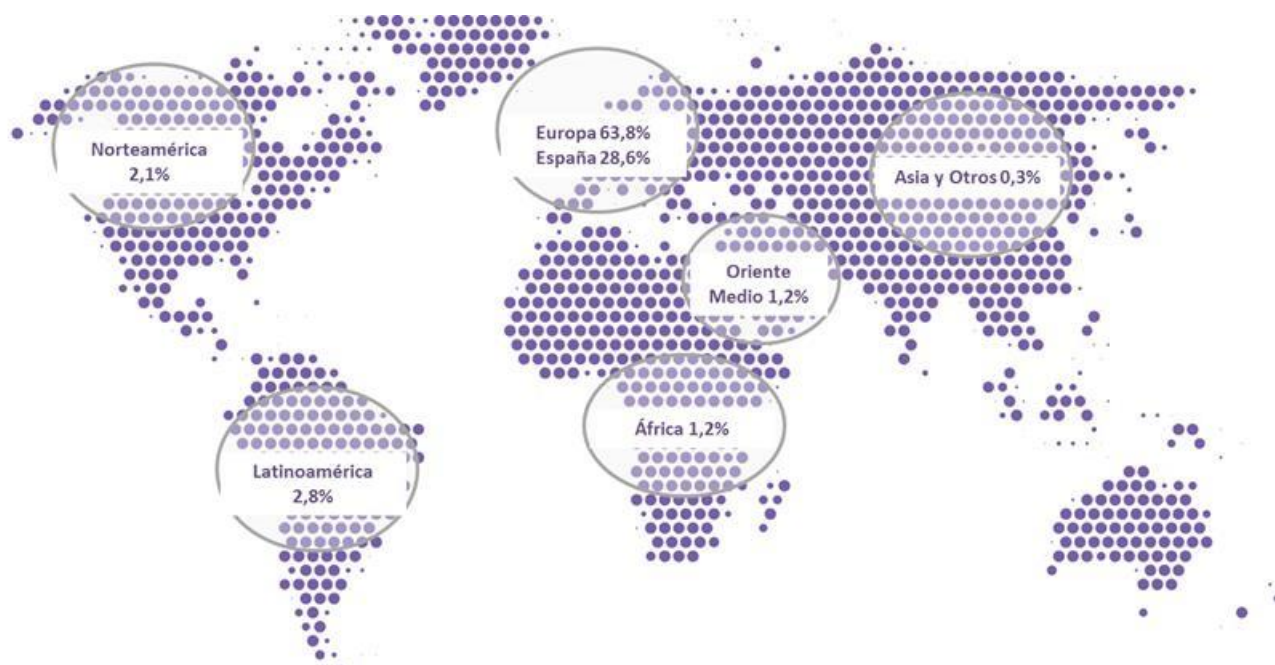 Norteamérica
2,1%
Europa 63,8%
España 28,6%
Asia y Otros 0,3%
Oriente
Medio 1,2%
África 1,2%
Latinoamérica
2,8%